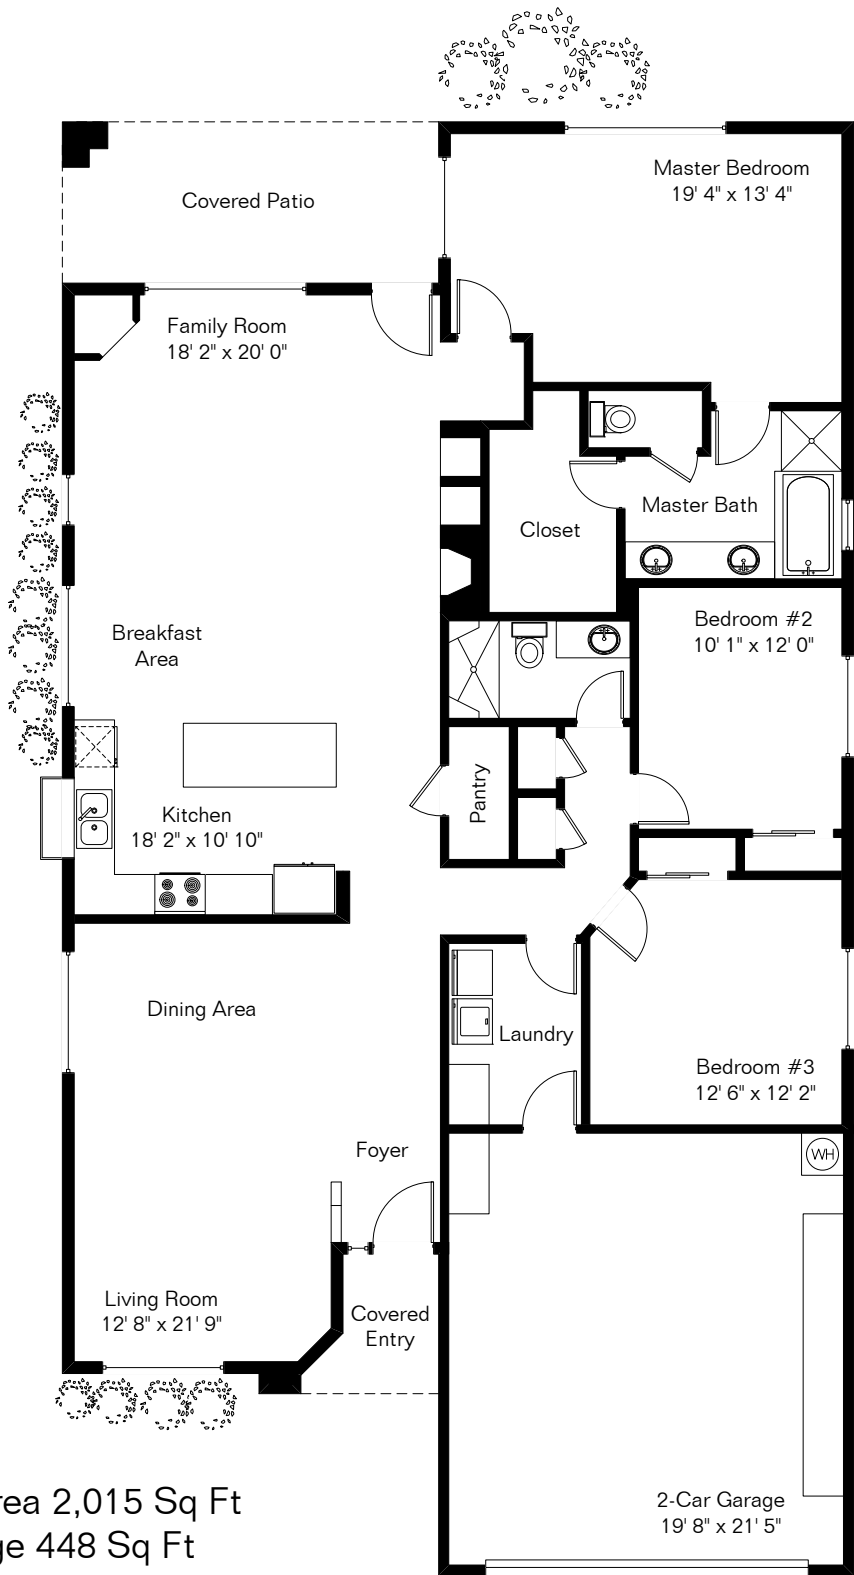 Master Bedroom
19' 4" x 13' 4"
Covered Patio
Family Room
18' 2" x 20' 0"
Master Bath
Closet
Bedroom #2
10' 1" x 12' 0"
Breakfast
Area
Pantry
Kitchen
18' 2" x 10' 10"
Dining Area
Laundry
Bedroom #3
12' 6" x 12' 2"
Foyer
WH
Living Room
12' 8" x 21' 9"
Covered
Entry
2-Car Garage
19' 8" x 21' 5"
rea 2,015 Sq Ft
ge 448 Sq Ft